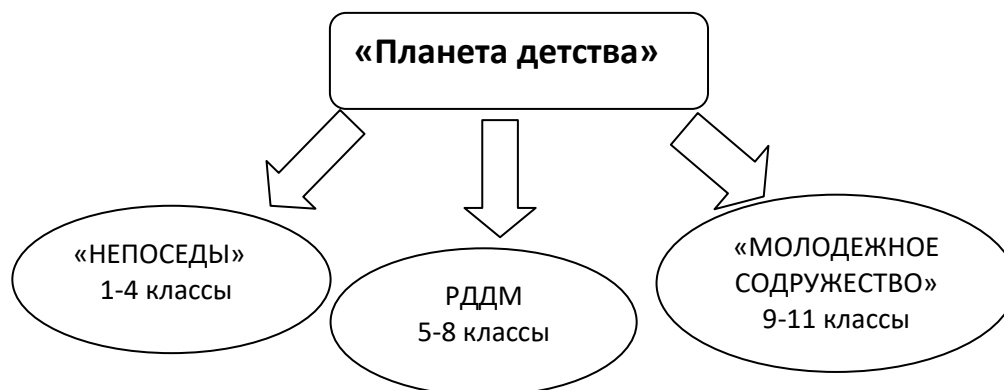 «Планета детства»
«НЕПОСЕДЫ»
1-4 классы
РДДМ
5-8 классы
«МОЛОДЕЖНОЕ
СОДРУЖЕСТВО»
9-11 классы